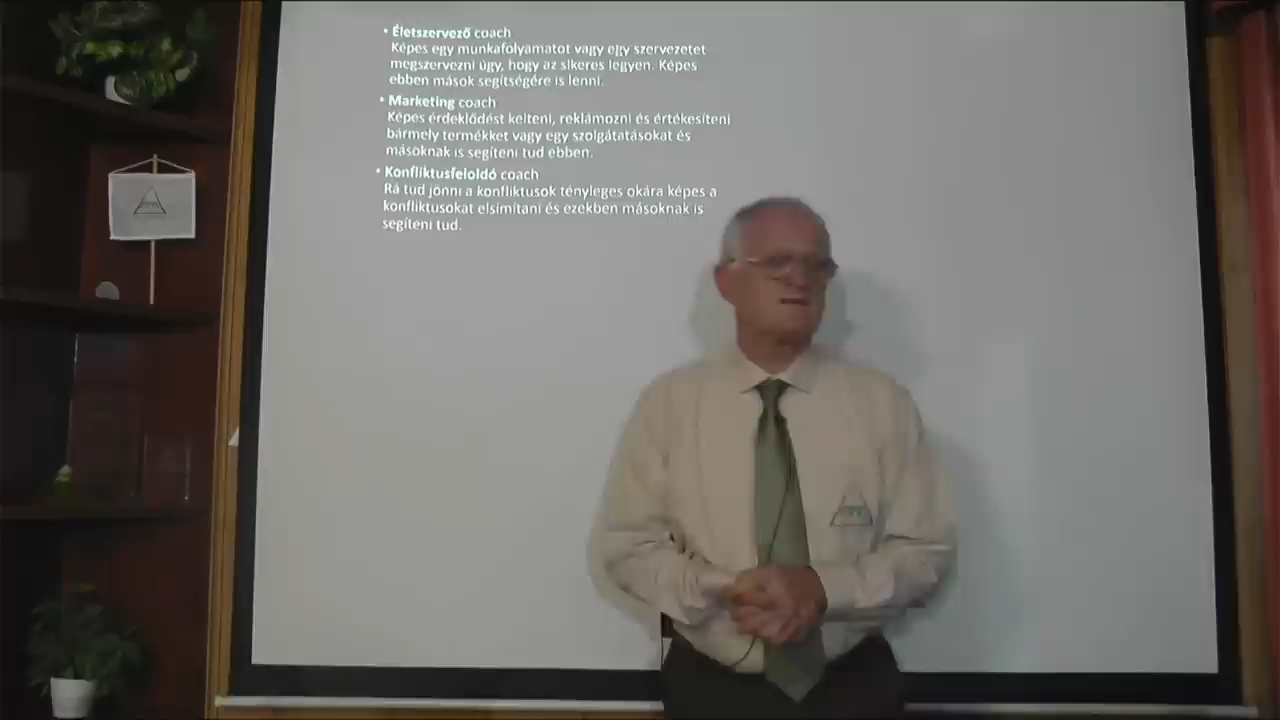 • Életszervező coach
Képes egy munkafolyamatot vagy egy szervezetet
megszervezni úgy, hogy az sikeres legyen. Képes
ebben mások segítségére is lenni.
• Marketing coach
Képes érdeklődést kelteni, reklámozni és értékesíteni
bármely termékket vagy egy szolgátatásokat és
másoknak is segíteni tud ebben.
• Konfliktusfeloldó coach
Rá tud jönni a konfliktusok tényleges okára képes a
konfliktusokat elsimítani és ezekben másoknak is
segíteni tud.